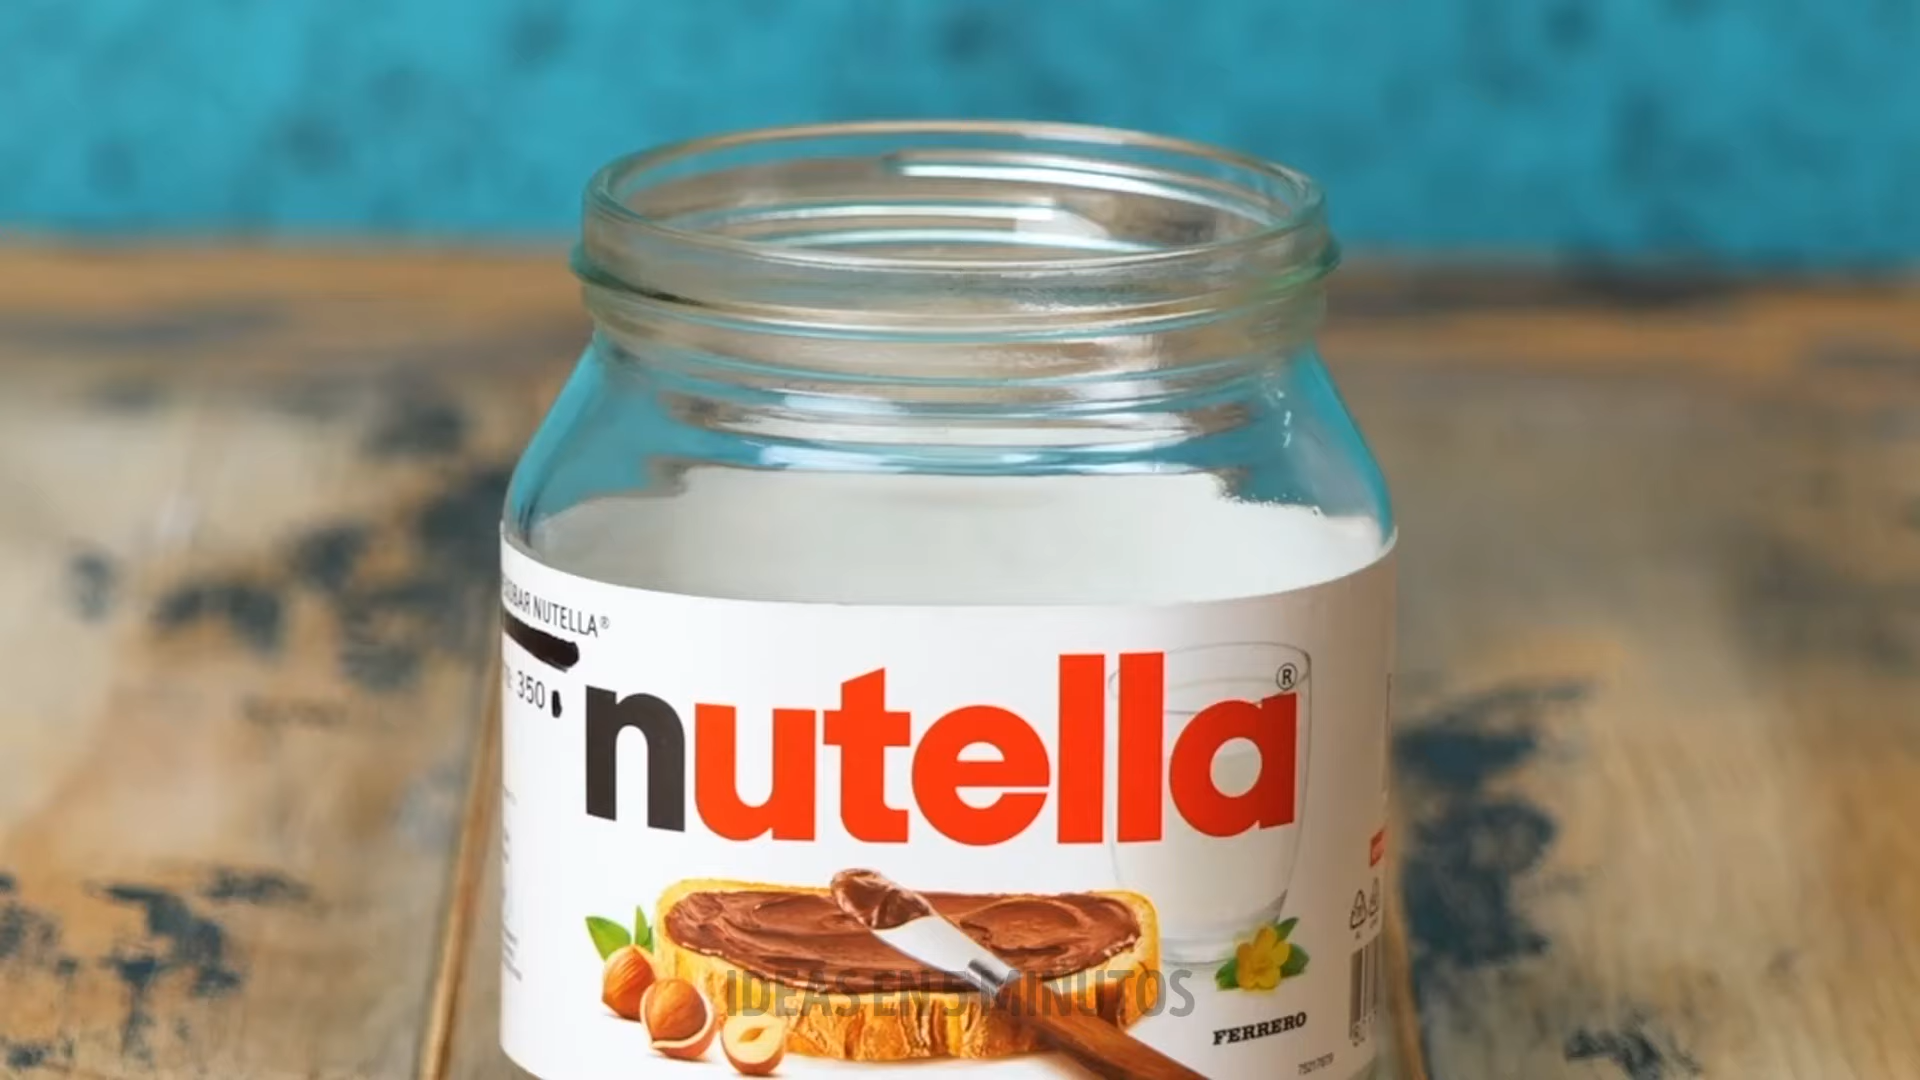 NUTELLA®
350
nutella®
IDEAS EN 5 MINUTOS
FERRERO